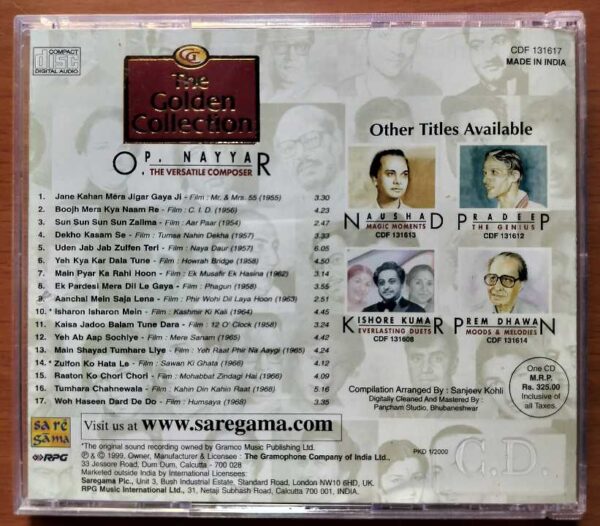 COMPACT
disc
DIGITAL AUDIO
CDF 131617
MADE IN INDIA
The
Golden
Collection
O. P. NAYYAR
THE VERSATILE COMPOSER
1. Jane Kahan Mera Jigar Gaya Ji - Film : Mr. & Mrs. 55 (1955) 3.30
2. Boojh Mera Kya Naam Re - Film : C. I. D. (1956) 4.23
3. Sun Sun Sun Sun Zalima - Film : Aar Paar (1954) 2.47
4. Dekho Kasam Se - Film : Tumsa Nahin Dekha (1957) 3.33
5. Uden Jab Jab Zulfen Teri - Film : Naya Daur (1957) 6.05
6. Yeh Kya Kar Dala Tune - Film : Howrah Bridge (1958) 4.50
7. Main Pyar Ka Rahi Hoon - Film : Ek Musafir Ek Hasina (1962) 3.14
8. Ek Pardesi Mera Dil Le Gaya - Film : Phagun (1958) 3.55
9. Aanchal Mein Saja Lena - Film : Phir Wohi Dil Laya Hoon (1963) 2.51
10. * Isharon Isharon Mein - Film : Kashmir Ki Kali (1964) 4.45
11. Kaisa Jadoo Balam Tune Dara - Film : 12 O' Clock (1958) 3.24
12. Yeh Ab Aap Sochiye - Film : Mere Sanam (1965) 4.42
13. Main Shayad Tumhare Liye - Film : Yeh Raat Phir Na Aaygi (1965) 4.24
14. * Zulfon Ko Hata Le - Film : Sawan Ki Ghata (1966) 4.12
15. Raaton Ko Chori Chori - Film : Mohabbat Zindagi Hai (1966) 4.09
16. Tumhara Chahnewala - Film : Kahin Din Kahin Raat (1968) 5.16
17. Woh Haseen Dard De Do - Film : Humsaya (1968) 3.35
Other Titles Available
NAUSHAD
MAGIC MOMENTS
CDF 131613
PRADEEP
THE GENIUS
CDF 131612
KISHORE KUMAR
EVERLASTING DUETS
CDF 131608
PREM DHAWAN
MOODS & MELODIES
CDF 131614
Compilation Arranged By : Sanjeev Kohli
Digitally Cleaned And Mastered By :
Panpham Studio, Bhubaneshwar
One CD
M.R.P.
Rs. 325.00
Inclusive of
all Taxes.
sa re
gama
RPG
Visit us at www.saregama.com
*The original sound recording owned by Gramco Music Publishing Ltd.
℗ & © 1999, Owner, Manufacturer & Licensee : The Gramophone Company of India Ltd.,
33 Jessore Road, Dum Dum, Calcutta - 700 028
Marketed outside India by International Licensees:
Saregama Plc., Unit 3, Bush Industrial Estate, Standard Road, London NW10 6HD, UK.
RPG Music International Ltd., 31, Netaji Subhash Road, Calcutta 700 001, INDIA.
PKD 1/2000
C.D.